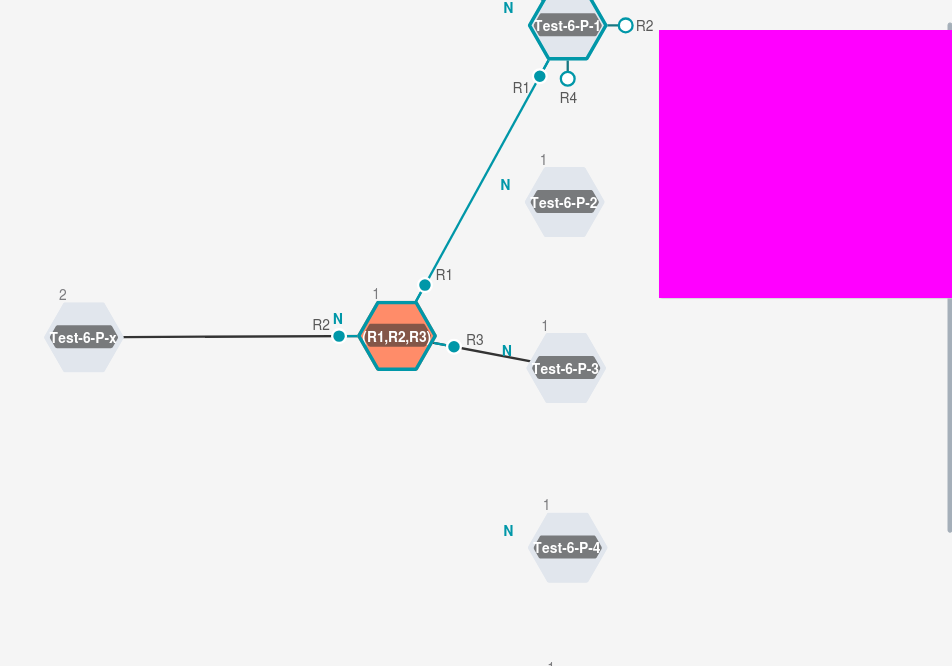 N
Test-6-P-1
R2
R1
R4
1
N
Test-6-P-2
R1
2
1
R2
N
Test-6-P-x
(R1,R2,R3)
R3
1
N
Test-6-P-3
1
N
Test-6-P-4